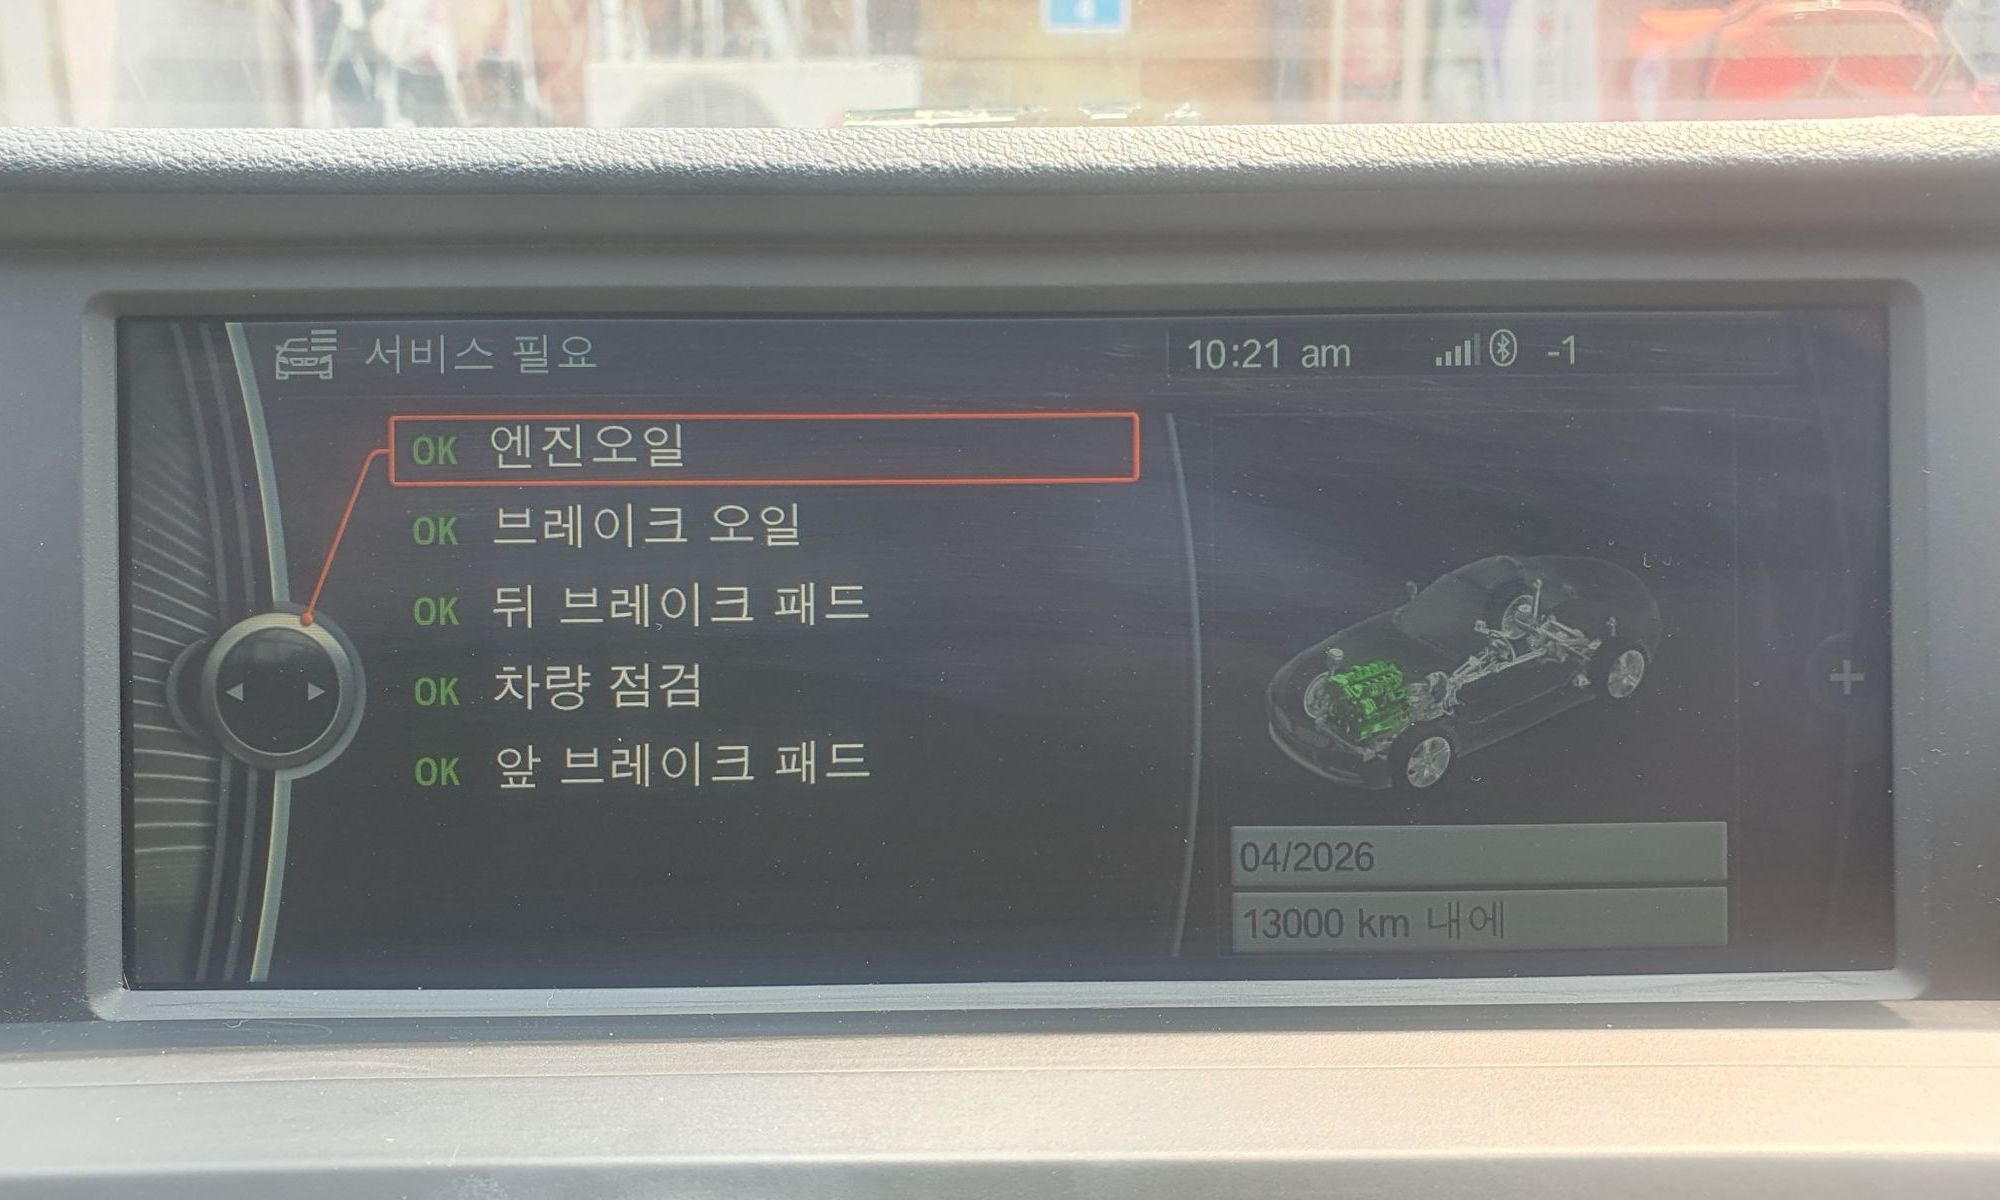 서비스 필요
10:21 am
-1
OK 엔진오일
OK 브레이크 오일
OK 뒤 브레이크 패드
OK 차량 점검
OK 앞 브레이크 패드
04/2026
13000 km 내에